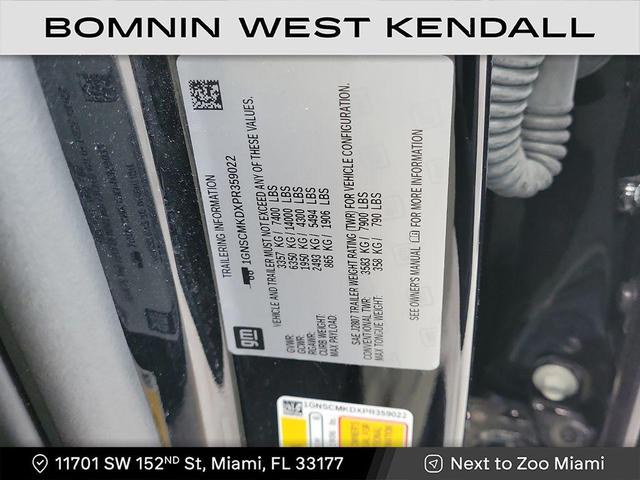 BOMNIN WEST KENDALL
TRAILERING INFORMATION
1GNSCMKDXPR359022
VEHICLE AND TRAILER MUST NOT EXCEED ANY OF THESE VALUES.
GVWR: 3357 KG / 7400 LBS
GCWR: 6350 KG / 14000 LBS
RGAWR: 1950 KG / 4300 LBS
CURB WEIGHT: 2493 KG / 5494 LBS
MAX PAYLOAD: 865 KG / 1906 LBS
SAE J2807 TRAILER WEIGHT RATING (TWR) FOR VEHICLE CONFIGURATION.
CONVENTIONAL TWR: 3583 KG / 7900 LBS
MAX TONGUE WEIGHT: 358 KG / 790 LBS
SEE OWNER'S MANUAL FOR MORE INFORMATION
gm
1GNSCMKDXPR359022
11701 SW 152ND St, Miami, FL 33177
Next to Zoo Miami